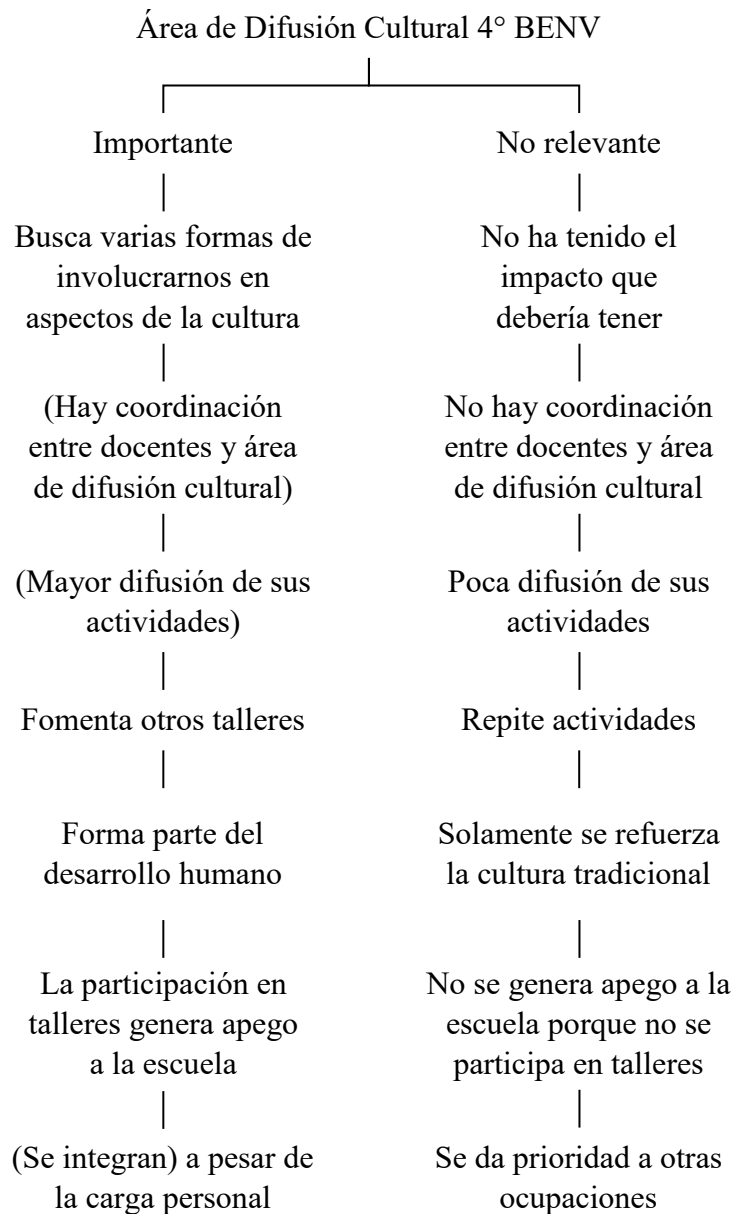 Área de Difusión Cultural 4° BENV
Importante
Busca varias formas de
involucrarnos en
aspectos de la cultura
(Hay coordinación
entre docentes y área
de difusión cultural)
(Mayor difusión de sus
actividades)
Fomenta otros talleres
Forma parte del
desarrollo humano
La participación en
talleres genera apego
a la escuela
(Se integran) a pesar de
la carga personal
No relevante
No ha tenido el
impacto que
debería tener
No hay coordinación
entre docentes y área
de difusión cultural
Poca difusión de sus
actividades
Repite actividades
Solamente se refuerza
la cultura tradicional
No se genera apego a la
escuela porque no se
participa en talleres
Se da prioridad a otras
ocupaciones